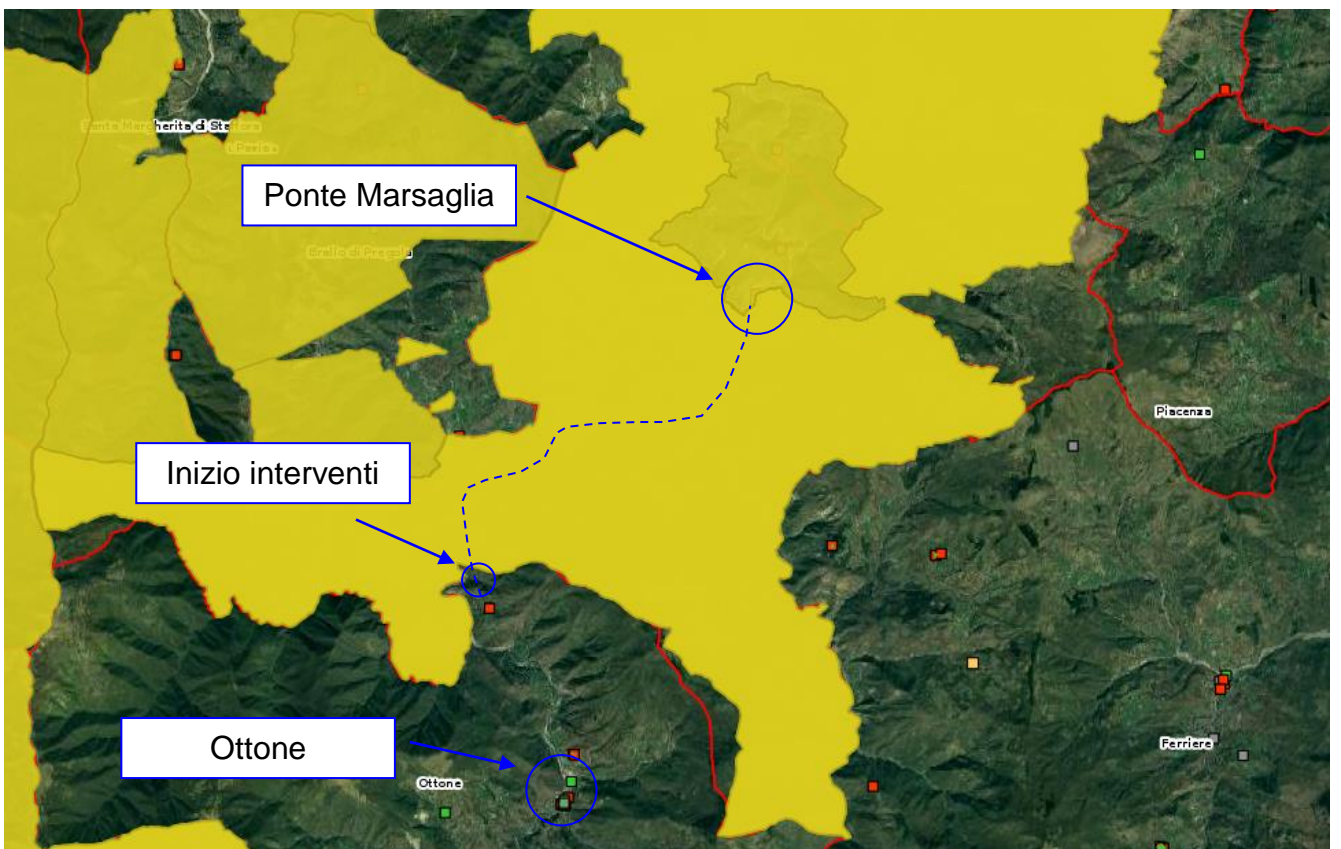 Santa Margherita di Staffora
Ponte Marsaglia
Brallo di Pregola
Piacenza
Inizio interventi
Ottone
Ferriere
Ottone